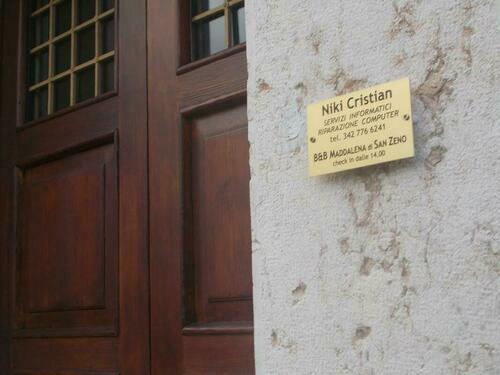 Niki Cristian
SERVIZI INFORMATICI
RIPARAZIONE COMPUTER
tel. 342 776 6241
B&B MADDALENA di SAN ZENO
check in dalle 14,00